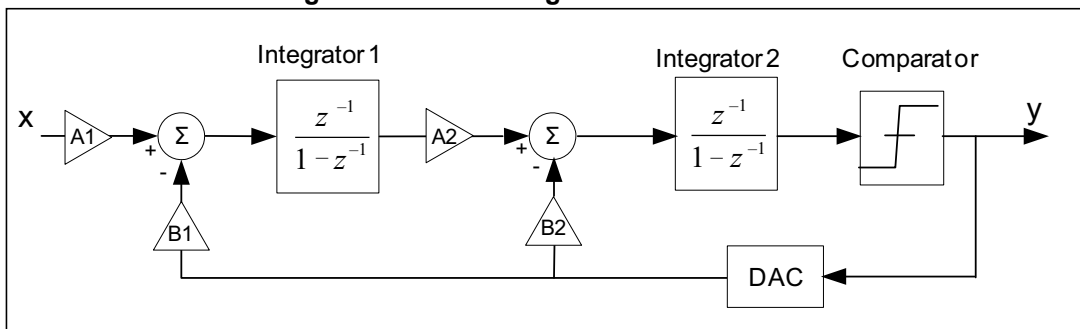 Integrator 1
Integrator 2
Comparator
x
A1
+
Σ
-
z⁻¹
1 − z⁻¹
A2
+
Σ
-
z⁻¹
1 − z⁻¹
y
B1
B2
DAC